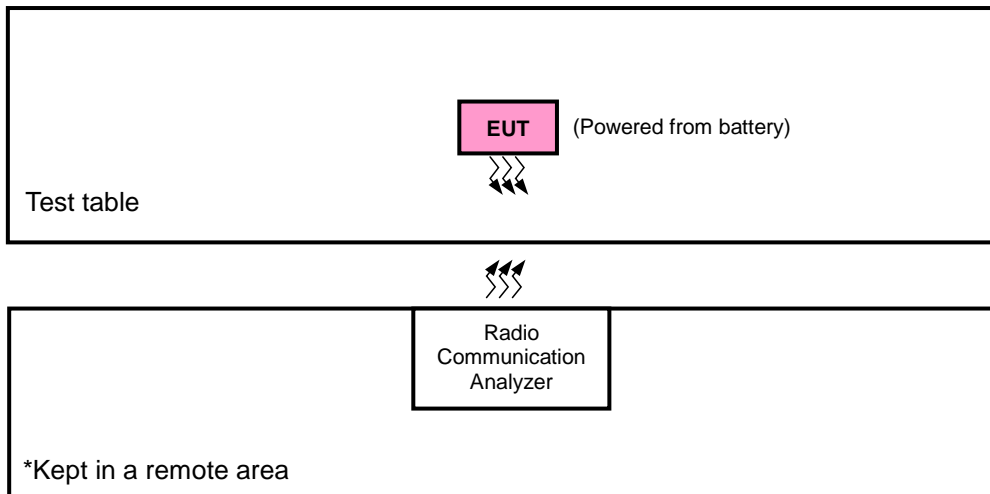 EUT
(Powered from battery)
Test table
Radio
Communication
Analyzer
*Kept in a remote area